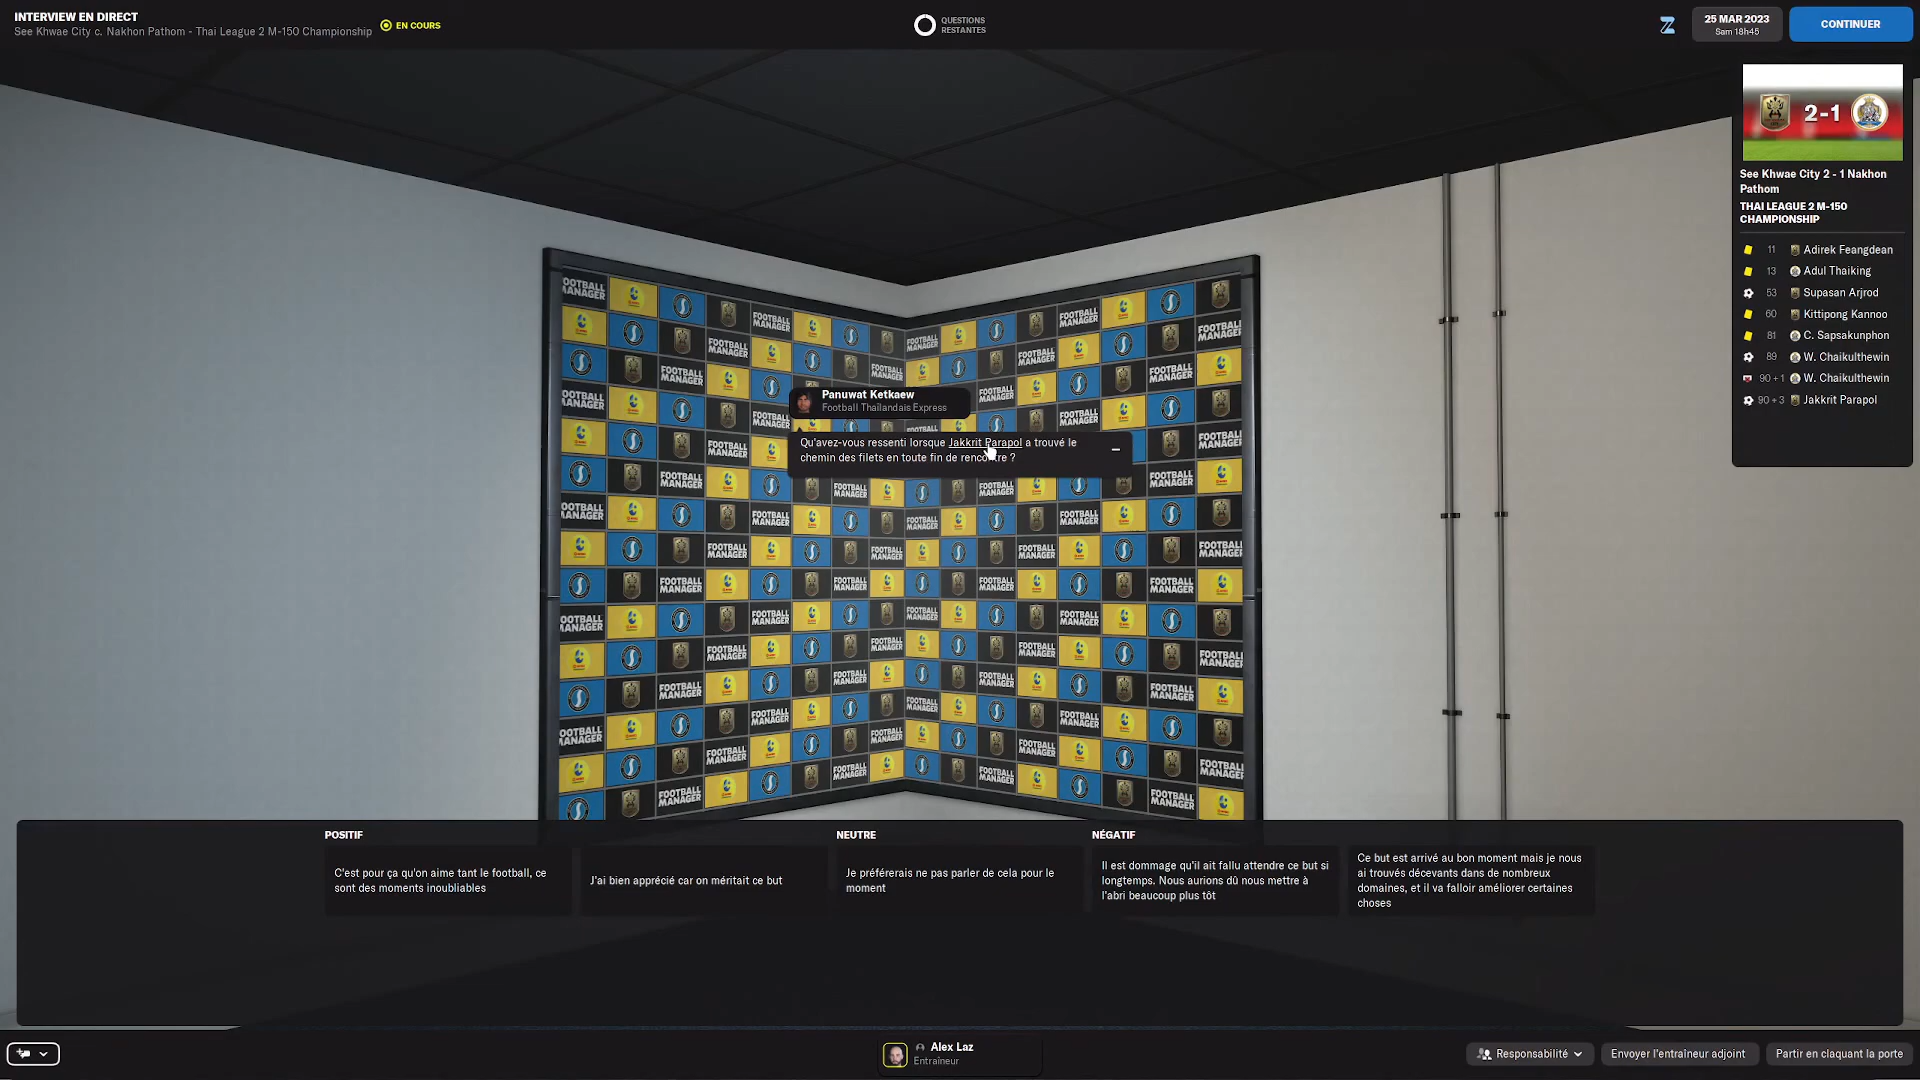 INTERVIEW EN DIRECT
See Khwae City c. Nakhon Pathom - Thai League 2 M-150 Championship
EN COURS
QUESTIONS
RESTANTES
25 MAR 2023
Sam 18h45
CONTINUER
2-1
See Khwae City 2 - 1 Nakhon
Pathom
THAI LEAGUE 2 M-150
CHAMPIONSHIP
11 Adirek Feangdean
13 Adul Thaiking
53 Supasan Arjrod
60 Kittipong Kannoo
81 C. Sapsakunphon
89 W. Chaikulthewin
90 + 1 W. Chaikulthewin
90 + 3 Jakkrit Parapol
FOOTBALL
MANAGER
Panuwat Ketkaew
Football Thaïlandais Express
Qu'avez-vous ressenti lorsque Jakkrit Parapol a trouvé le
chemin des filets en toute fin de rencontre ?
POSITIF
C'est pour ça qu'on aime tant le football, ce
sont des moments inoubliables
J'ai bien apprécié car on méritait ce but
NEUTRE
Je préférerais ne pas parler de cela pour le
moment
NÉGATIF
Il est dommage qu'il ait fallu attendre ce but si
longtemps. Nous aurions dû nous mettre à
l'abri beaucoup plus tôt
Ce but est arrivé au bon moment mais je nous
ai trouvés décevants dans de nombreux
domaines, et il va falloir améliorer certaines
choses
Alex Laz
Entraîneur
Responsabilité
Envoyer l'entraîneur adjoint
Partir en claquant la porte